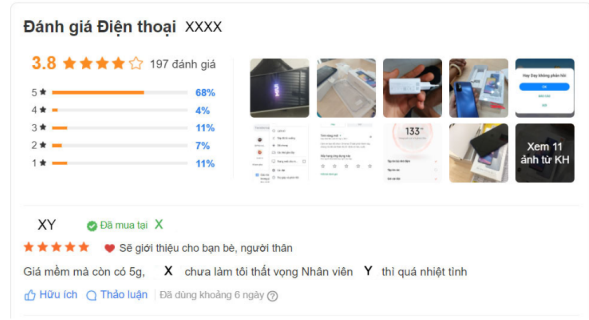 Đánh giá Điện thoại XXXX
3.8 197 đánh giá
5 68%
4 4%
3 11%
2 7%
1 11%
Xem 11
ảnh từ KH
133
XY Đã mua tại X
Sẽ giới thiệu cho bạn bè, người thân
Giá mềm mà còn có 5g, X chưa làm tôi thất vọng Nhân viên Y thì quá nhiệt tình
Hữu ích Thảo luận Đã dùng khoảng 6 ngày